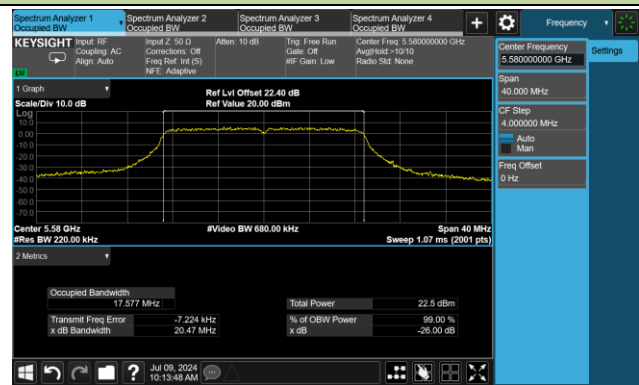 Spectrum Analyzer 1
Occupied BW
Spectrum Analyzer 2
Occupied BW
Spectrum Analyzer 3
Occupied BW
Spectrum Analyzer 4
Occupied BW
+
Frequency
KEYSIGHT
LXI
Input: RF
Coupling: AC
Align: Auto
Input Z: 50 Ω
Corrections: Off
Freq Ref: Int (S)
NFE: Adaptive
Atten: 10 dB
Trig: Free Run
Gate: Off
#IF Gain: Low
Center Freq: 5.580000000 GHz
Avg|Hold:>10/10
Radio Std: None
Center Frequency
5.580000000 GHz
Settings
Span
40.000 MHz
CF Step
4.000000 MHz
Auto
Man
Freq Offset
0 Hz
1 Graph
Scale/Div 10.0 dB
Ref Lvl Offset 22.40 dB
Ref Value 20.00 dBm
Log
10.0
0.00
-10.0
-20.0
-30.0
-40.0
-50.0
-60.0
-70.0
Center 5.58 GHz
#Video BW 680.00 kHz
Span 40 MHz
#Res BW 220.00 kHz
Sweep 1.07 ms (2001 pts)
2 Metrics
Occupied Bandwidth
17.577 MHz
Total Power 22.5 dBm
Transmit Freq Error -7.224 kHz
% of OBW Power 99.00 %
x dB Bandwidth 20.47 MHz
x dB -26.00 dB
?
Jul 09, 2024
10:13:48 AM